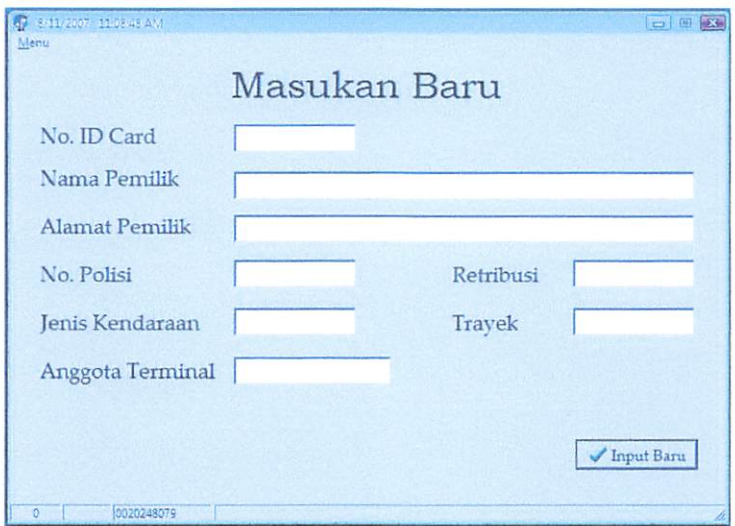 8/11/2007 11:08:48 AM
Menu
Masukan Baru
No. ID Card
Nama Pemilik
Alamat Pemilik
No. Polisi Retribusi
Jenis Kendaraan Trayek
Anggota Terminal
Input Baru
0 0020248079